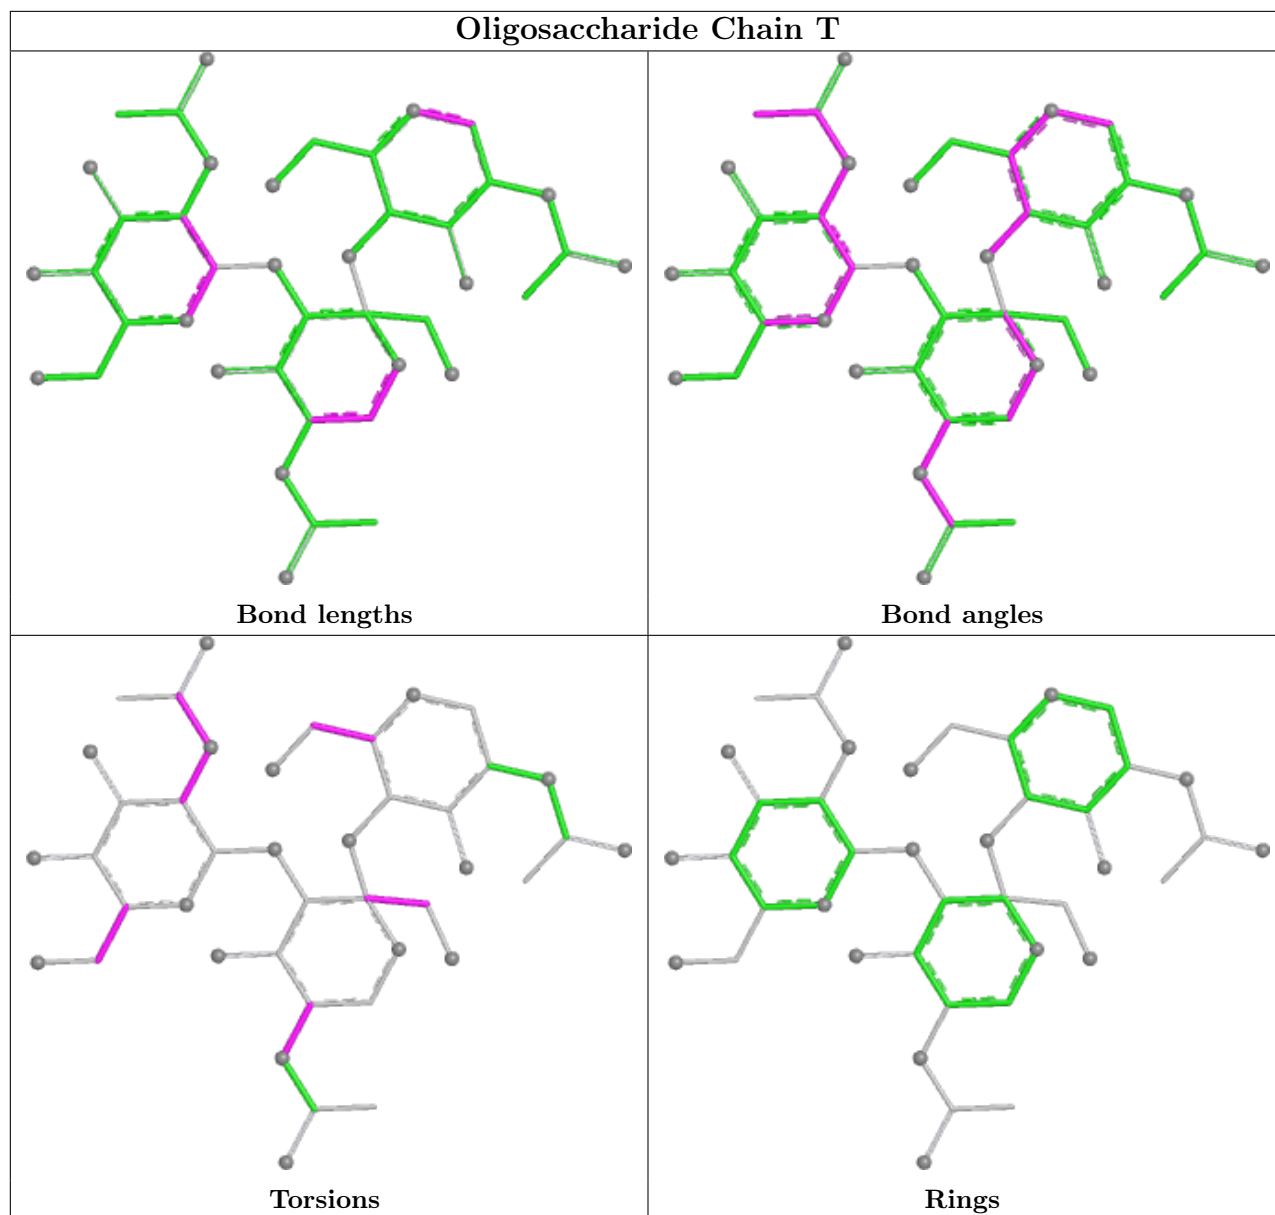 Oligosaccharide Chain T
Bond lengths
Bond angles
Torsions
Rings